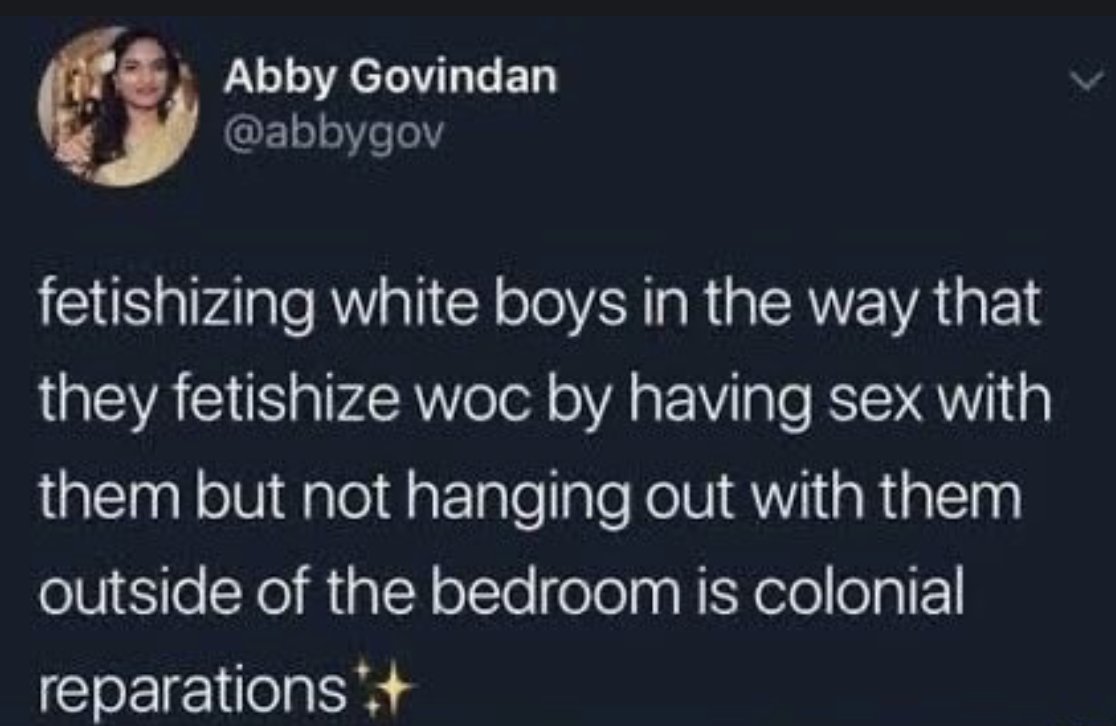 Abby Govindan
@abbygov
fetishizing white boys in the way that
they fetishize woc by having sex with
them but not hanging out with them
outside of the bedroom is colonial
reparations✨